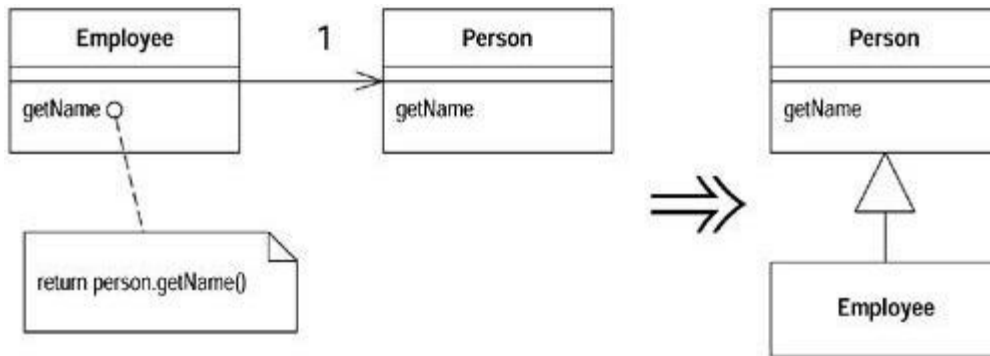 Employee
1
Person
getName
getName
return person.getName()
Person
getName
Employee